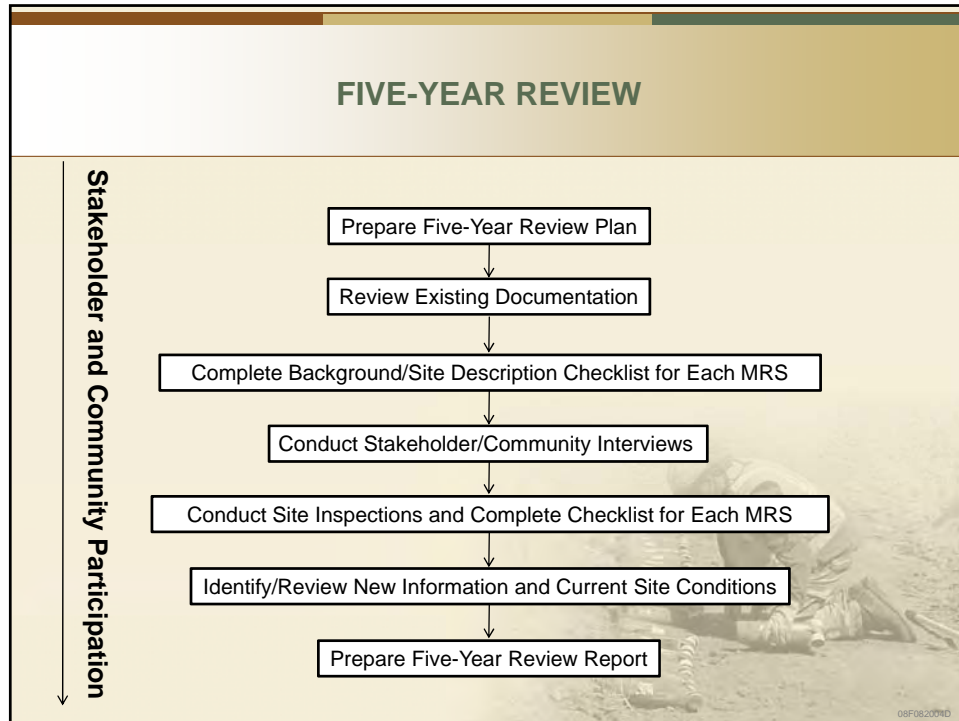 FIVE-YEAR REVIEW
Stakeholder and Community Participation
Prepare Five-Year Review Plan
Review Existing Documentation
Complete Background/Site Description Checklist for Each MRS
Conduct Stakeholder/Community Interviews
Conduct Site Inspections and Complete Checklist for Each MRS
Identify/Review New Information and Current Site Conditions
Prepare Five-Year Review Report
08F082004D